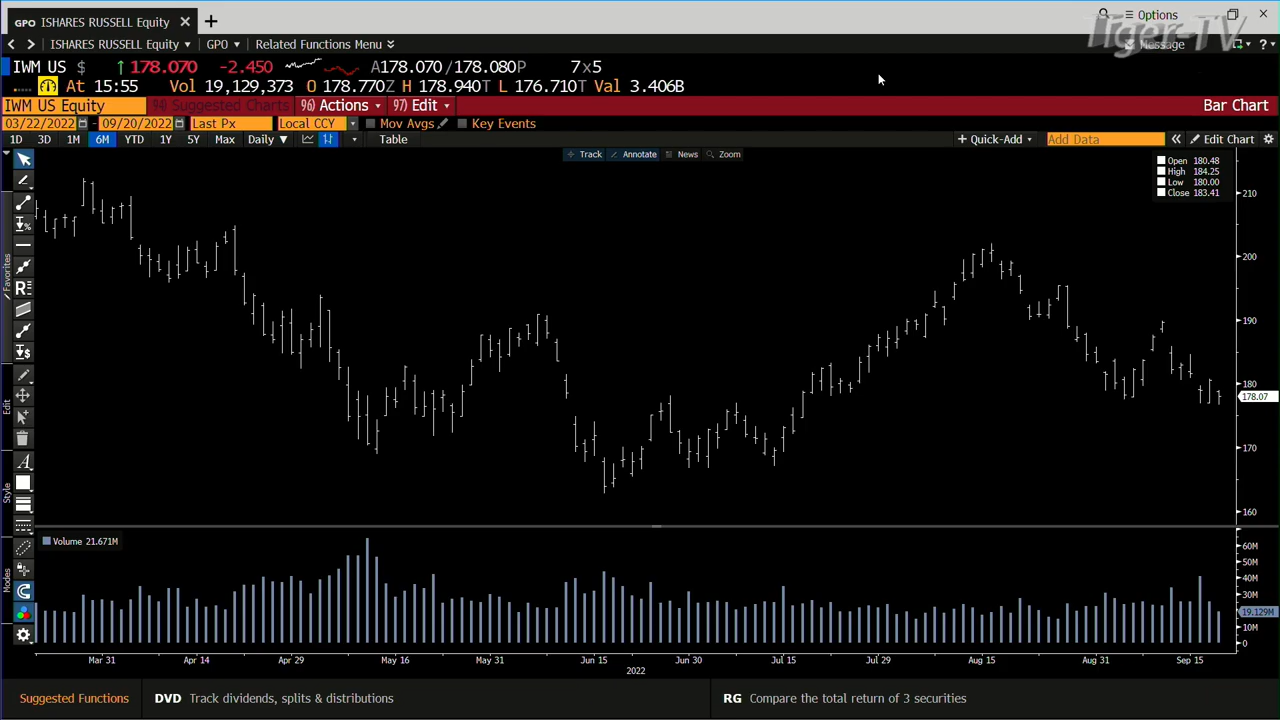 GPO ISHARES RUSSELL Equity
Options
Tiger-TV
ISHARES RUSSELL Equity GPO Related Functions Menu Message ?
IWM US $ ↑178.070 -2.450 A178.070/178.080P 7x5
At 15:55 Vol 19,129,373 O 178.770Z H 178.940T L 176.710T Val 3.406B
IWM US Equity 94) Suggested Charts 96) Actions 97) Edit Bar Chart
03/22/2022 - 09/20/2022 Last Px Local CCY Mov Avgs Key Events
1D 3D 1M 6M YTD 1Y 5Y Max Daily ▼ Table + Quick-Add Add Data « Edit Chart
Track Annotate News Zoom
Open 180.48
High 184.25
Low 180.00
Close 183.41
210
200
190
180
178.07
170
160
Favorites
Edit
Style
Modes
Volume 21.671M
60M
50M
40M
30M
19.129M
10M
0
Mar 31 Apr 14 Apr 29 May 16 May 31 Jun 15 Jun 30 Jul 15 Jul 29 Aug 15 Aug 31 Sep 15
2022
Suggested Functions DVD Track dividends, splits & distributions RG Compare the total return of 3 securities